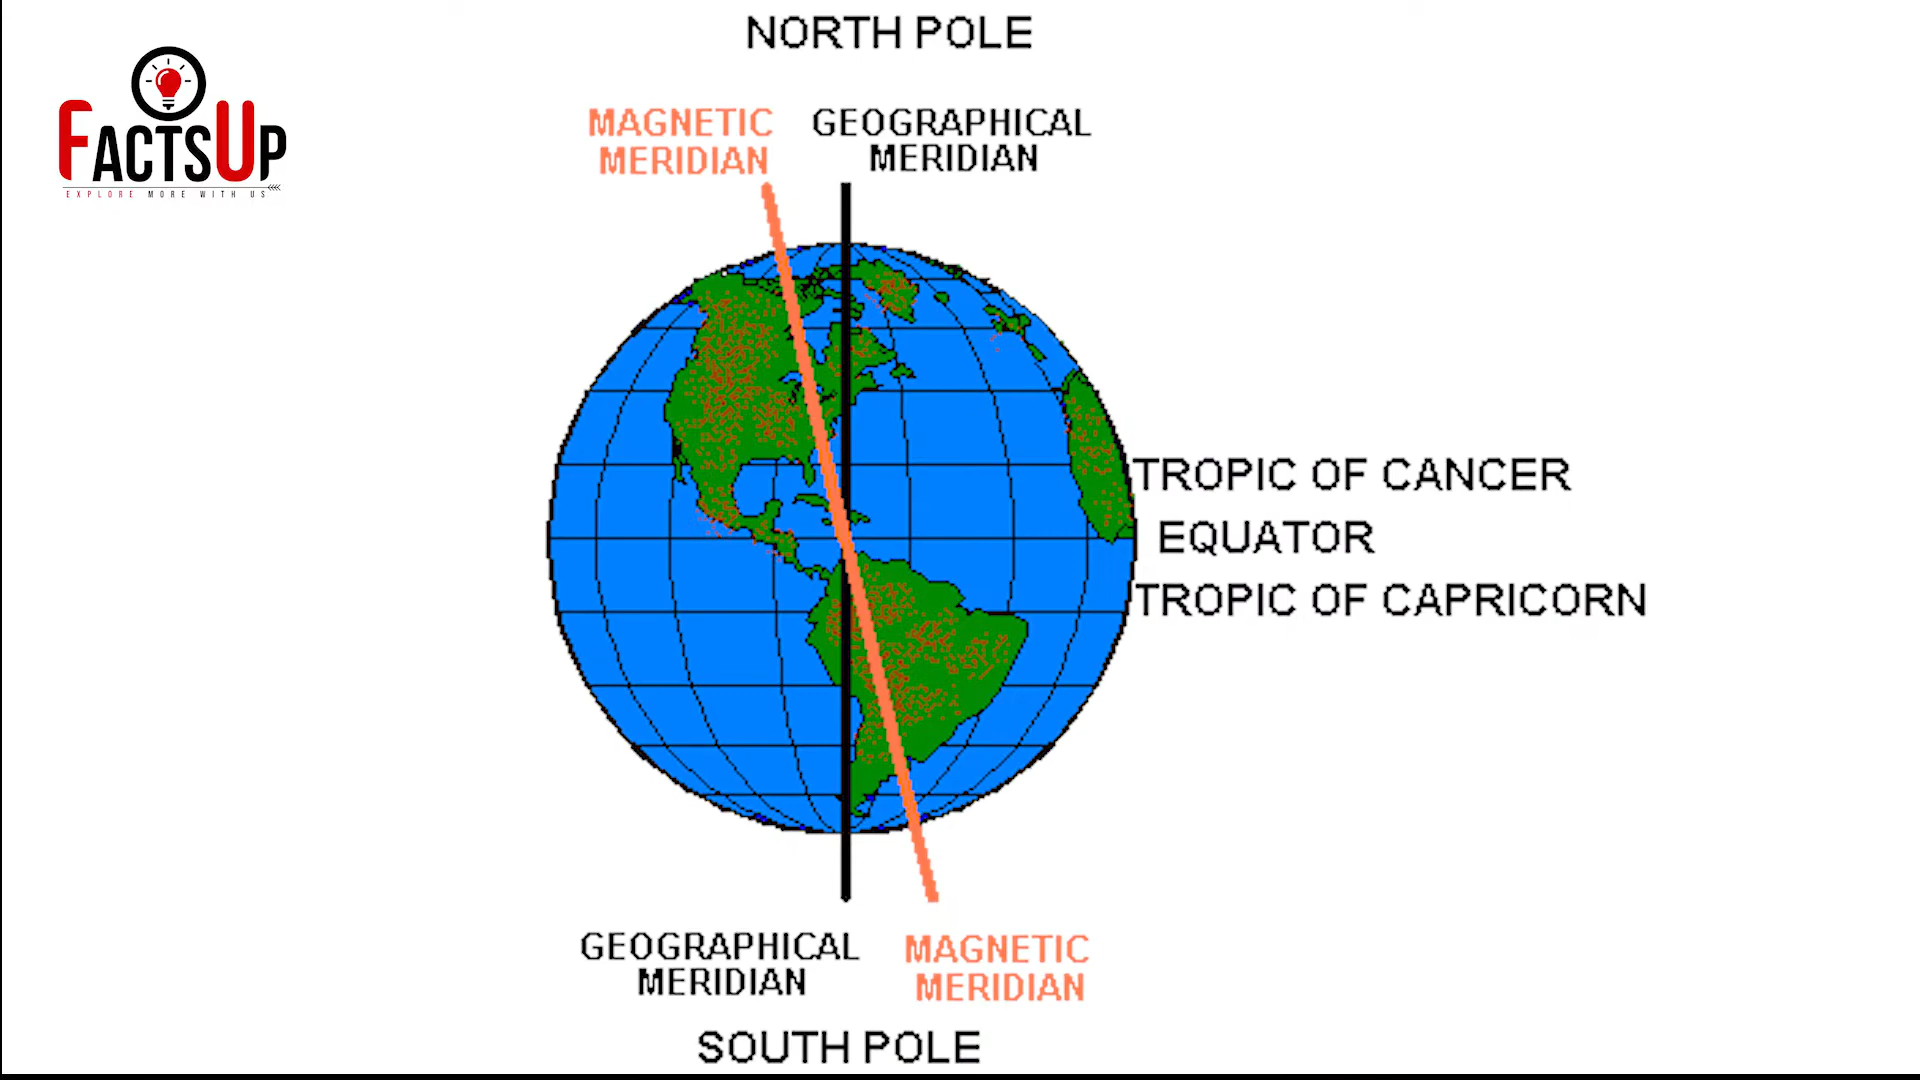 NORTH POLE
FACTSUP
EXPLORE MORE WITH US
MAGNETIC
MERIDIAN
GEOGRAPHICAL
MERIDIAN
TROPIC OF CANCER
EQUATOR
TROPIC OF CAPRICORN
GEOGRAPHICAL
MERIDIAN
MAGNETIC
MERIDIAN
SOUTH POLE